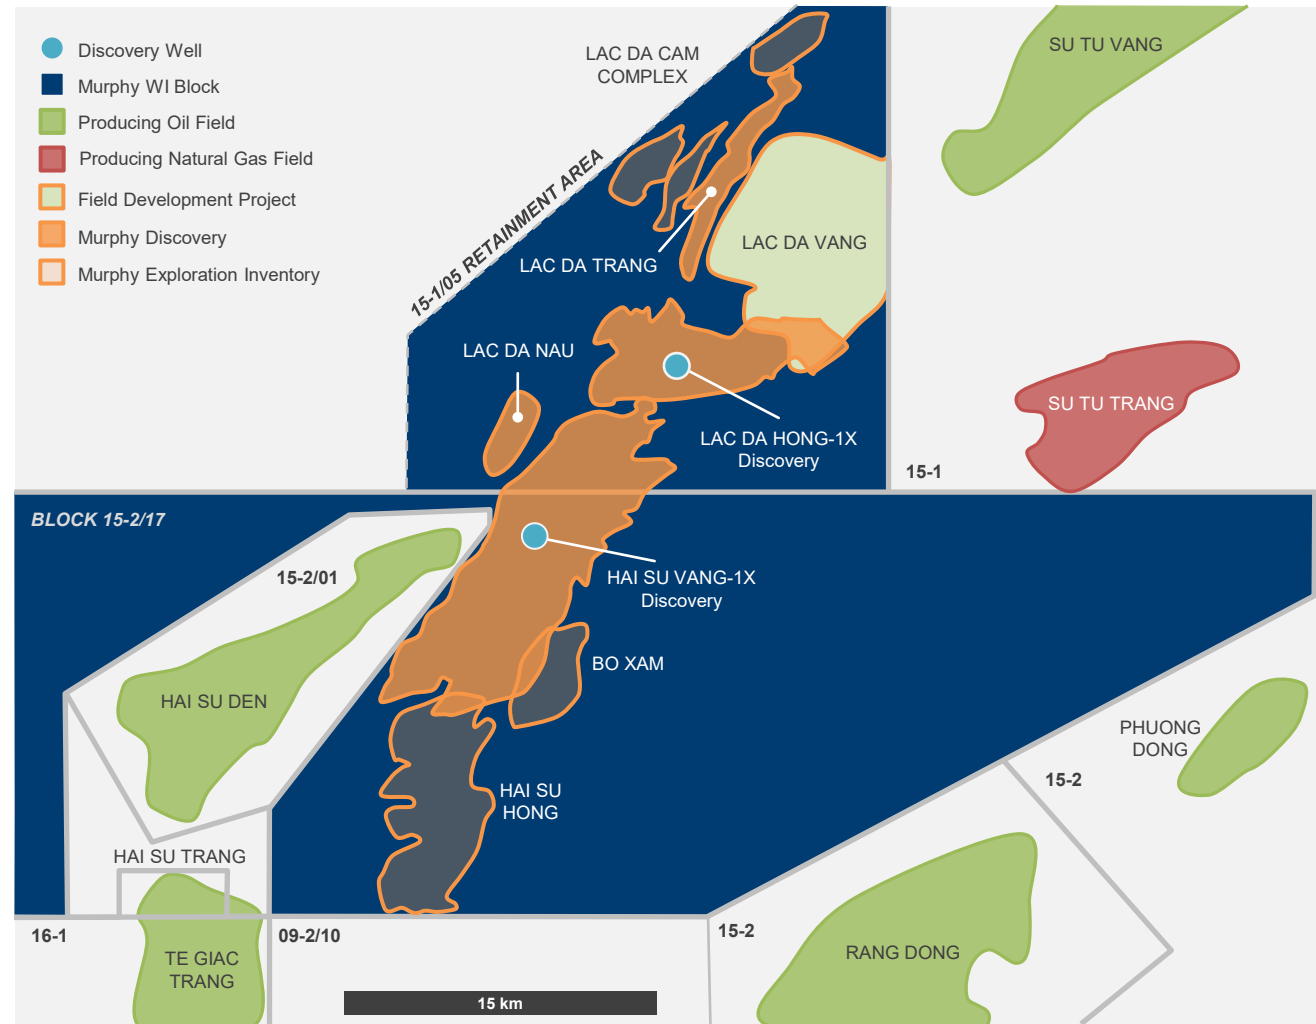 Discovery Well
Murphy WI Block
Producing Oil Field
Producing Natural Gas Field
Field Development Project
Murphy Discovery
Murphy Exploration Inventory
LAC DA CAM
COMPLEX
SU TU VANG
15-1/05 RETAINMENT AREA
LAC DA VANG
LAC DA TRANG
LAC DA NAU
SU TU TRANG
LAC DA HONG-1X
Discovery
15-1
BLOCK 15-2/17
15-2/01
HAI SU VANG-1X
Discovery
BO XAM
HAI SU DEN
PHUONG
DONG
15-2
HAI SU
HONG
HAI SU TRANG
16-1
09-2/10
15-2
TE GIAC
TRANG
RANG DONG
15 km